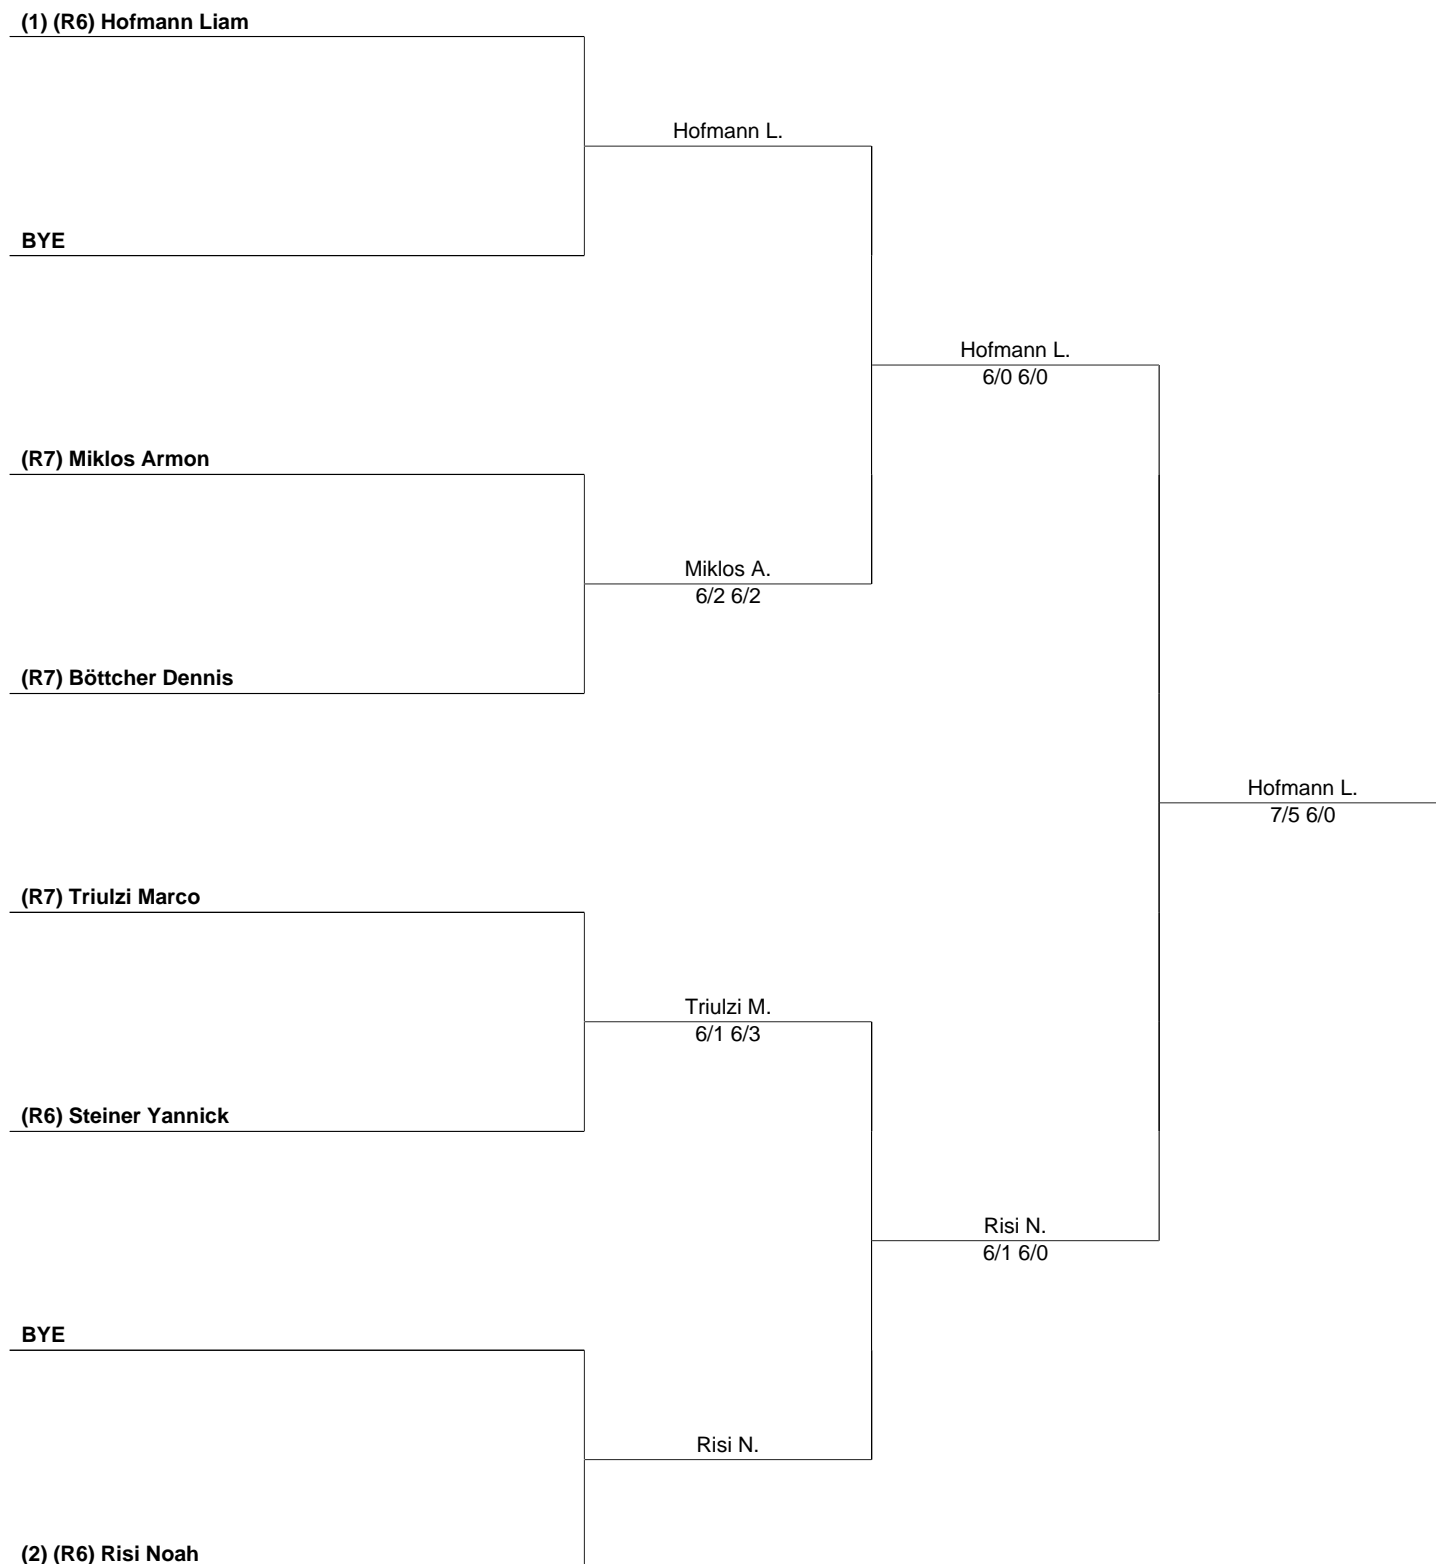 (1) (R6) Hofmann Liam
Hofmann L.
BYE
Hofmann L.
6/0 6/0
(R7) Miklos Armon
Miklos A.
6/2 6/2
(R7) Böttcher Dennis
Hofmann L.
7/5 6/0
(R7) Triulzi Marco
Triulzi M.
6/1 6/3
(R6) Steiner Yannick
Risi N.
6/1 6/0
BYE
Risi N.
(2) (R6) Risi Noah